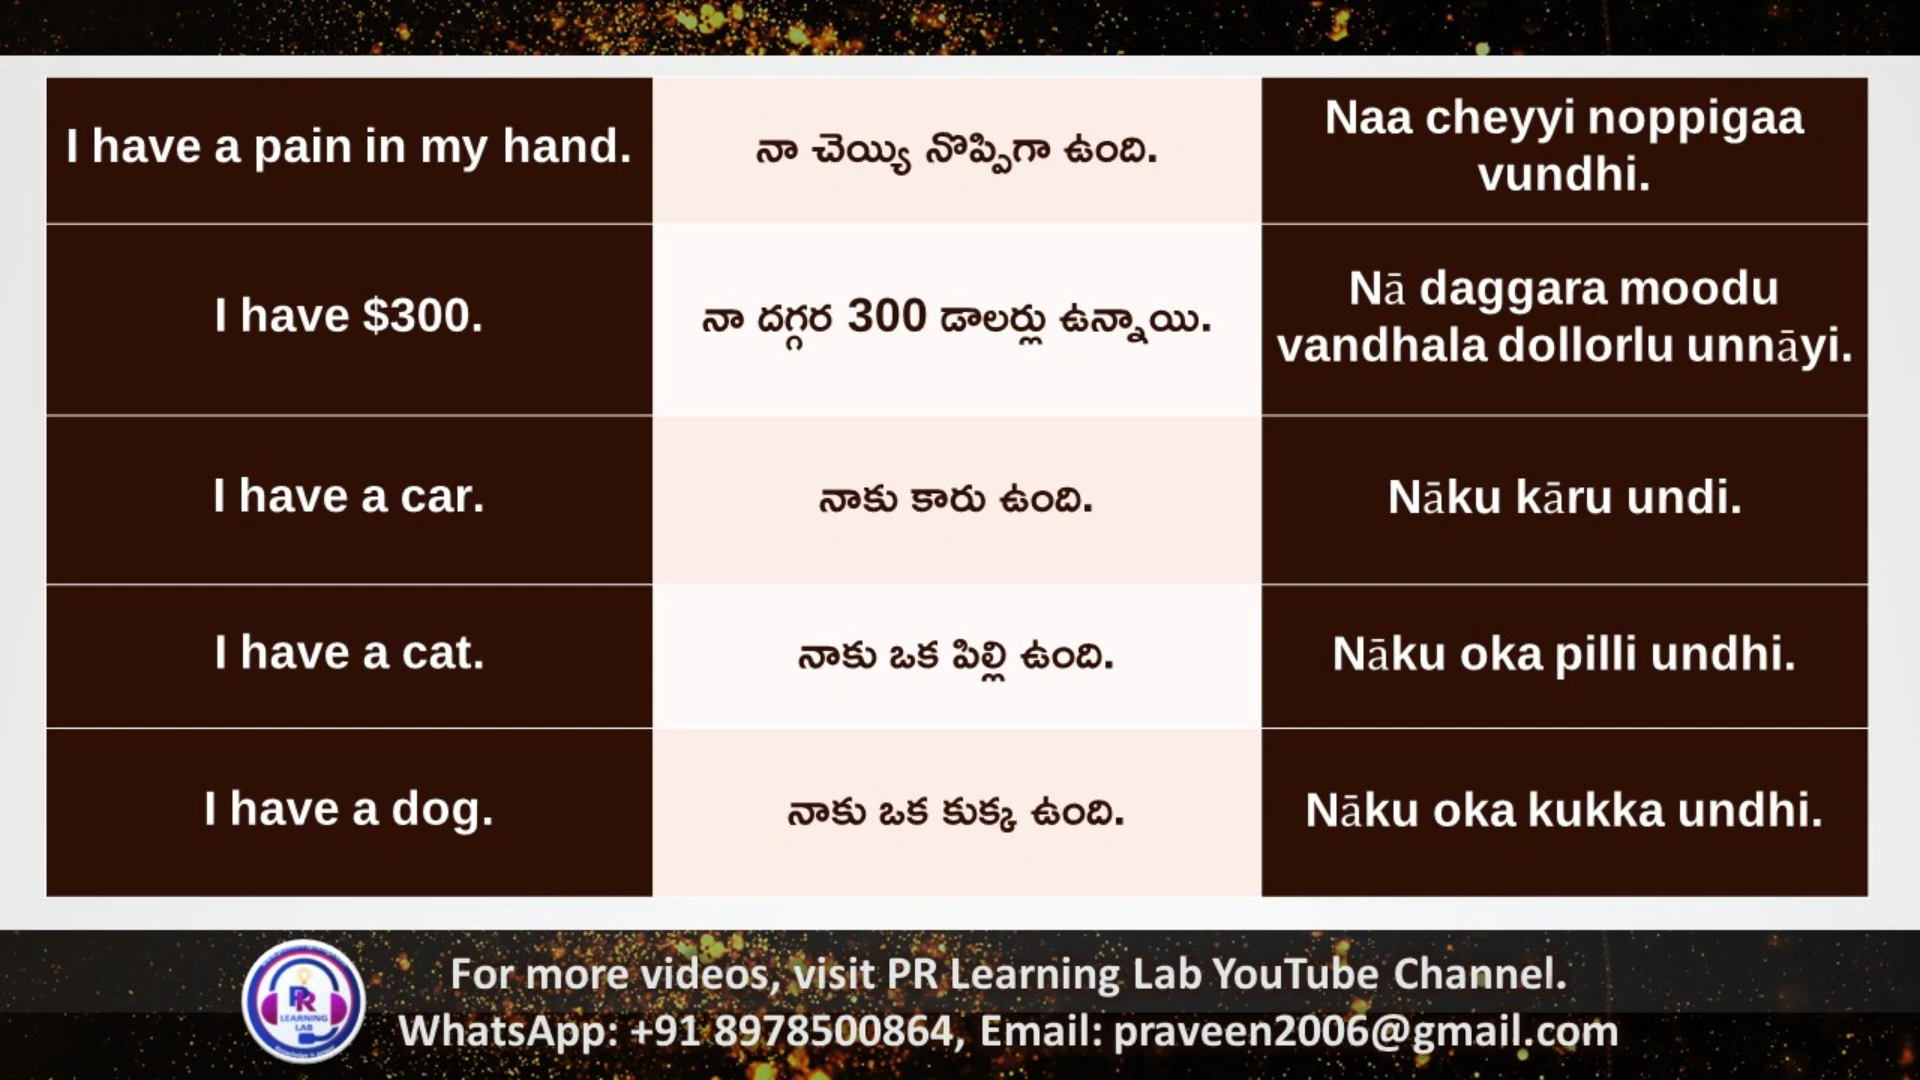 I have a pain in my hand.
నా చెయ్యి నొప్పిగా ఉంది.
Naa cheyyi noppigaa
vundhi.
I have $300.
నా దగ్గర 300 డాలర్లు ఉన్నాయి.
Nā daggara moodu
vandhala dollorlu unnāyi.
I have a car.
నాకు కారు ఉంది.
Nāku kāru undi.
I have a cat.
నాకు ఒక పిల్లి ఉంది.
Nāku oka pilli undhi.
I have a dog.
నాకు ఒక కుక్క ఉంది.
Nāku oka kukka undhi.
PR
LEARNING
LAB
For more videos, visit PR Learning Lab YouTube Channel.
WhatsApp: +91 8978500864, Email: praveen2006@gmail.com